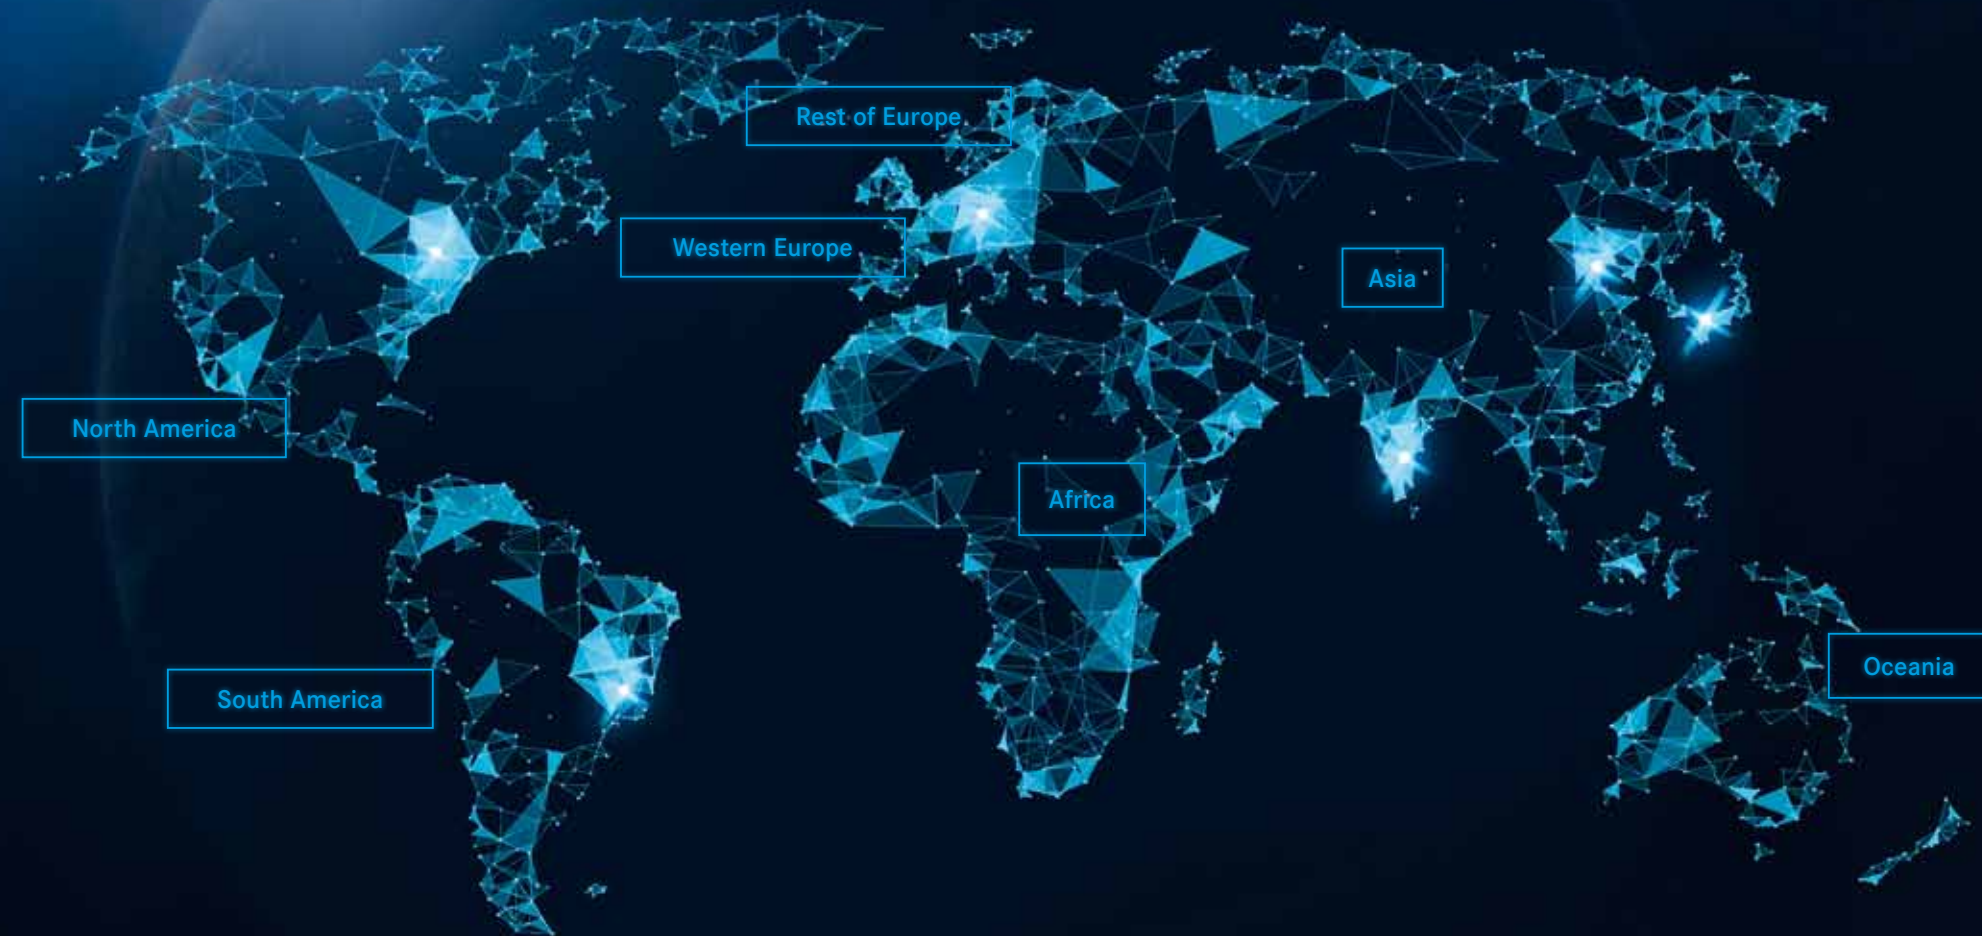 Rest of Europe
Western Europe
Asia
North America
Africa
Oceania
South America